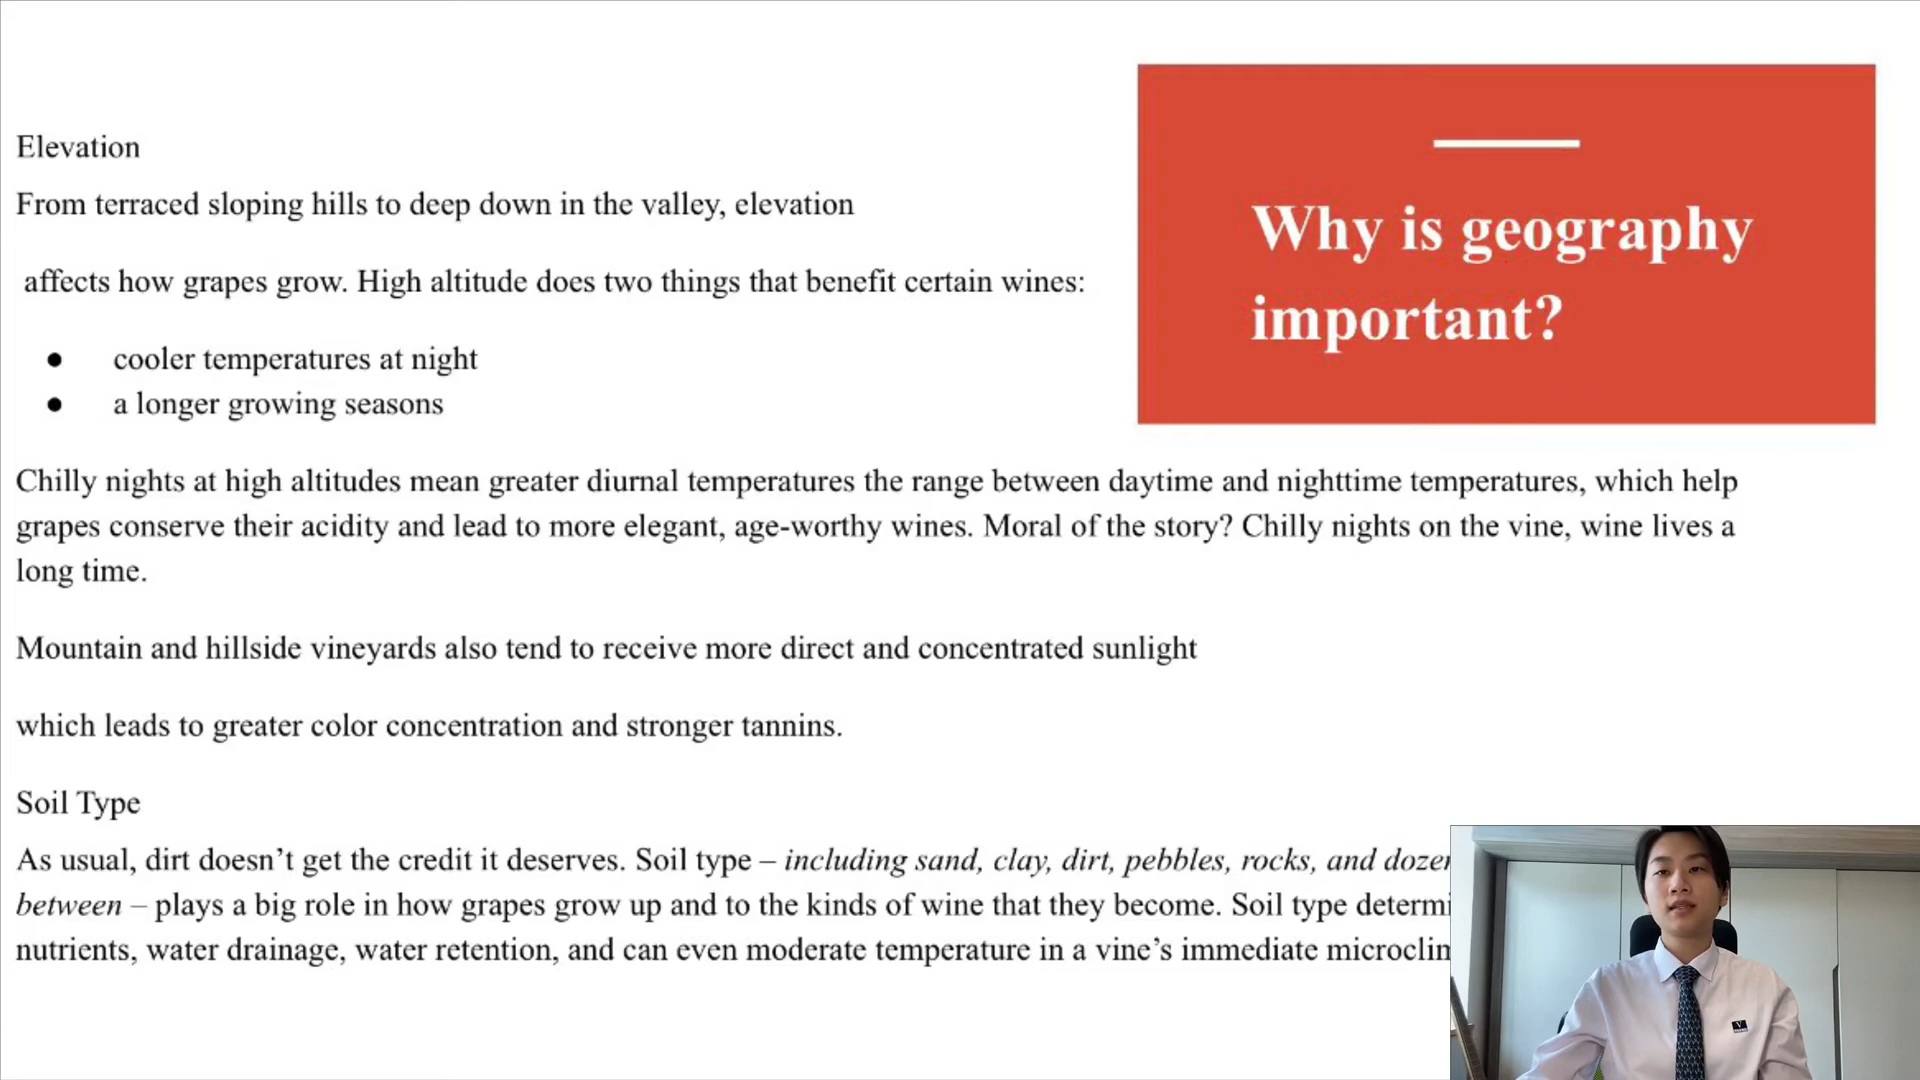 Elevation
From terraced sloping hills to deep down in the valley, elevation
affects how grapes grow. High altitude does two things that benefit certain wines:
● cooler temperatures at night
● a longer growing seasons
Why is geography
important?
Chilly nights at high altitudes mean greater diurnal temperatures the range between daytime and nighttime temperatures, which help
grapes conserve their acidity and lead to more elegant, age-worthy wines. Moral of the story? Chilly nights on the vine, wine lives a
long time.
Mountain and hillside vineyards also tend to receive more direct and concentrated sunlight
which leads to greater color concentration and stronger tannins.
Soil Type
As usual, dirt doesn’t get the credit it deserves. Soil type – including sand, clay, dirt, pebbles, rocks, and
between – plays a big role in how grapes grow up and to the kinds of wine that they become. Soil type
nutrients, water drainage, water retention, and can even moderate temperature in a vine’s immediate